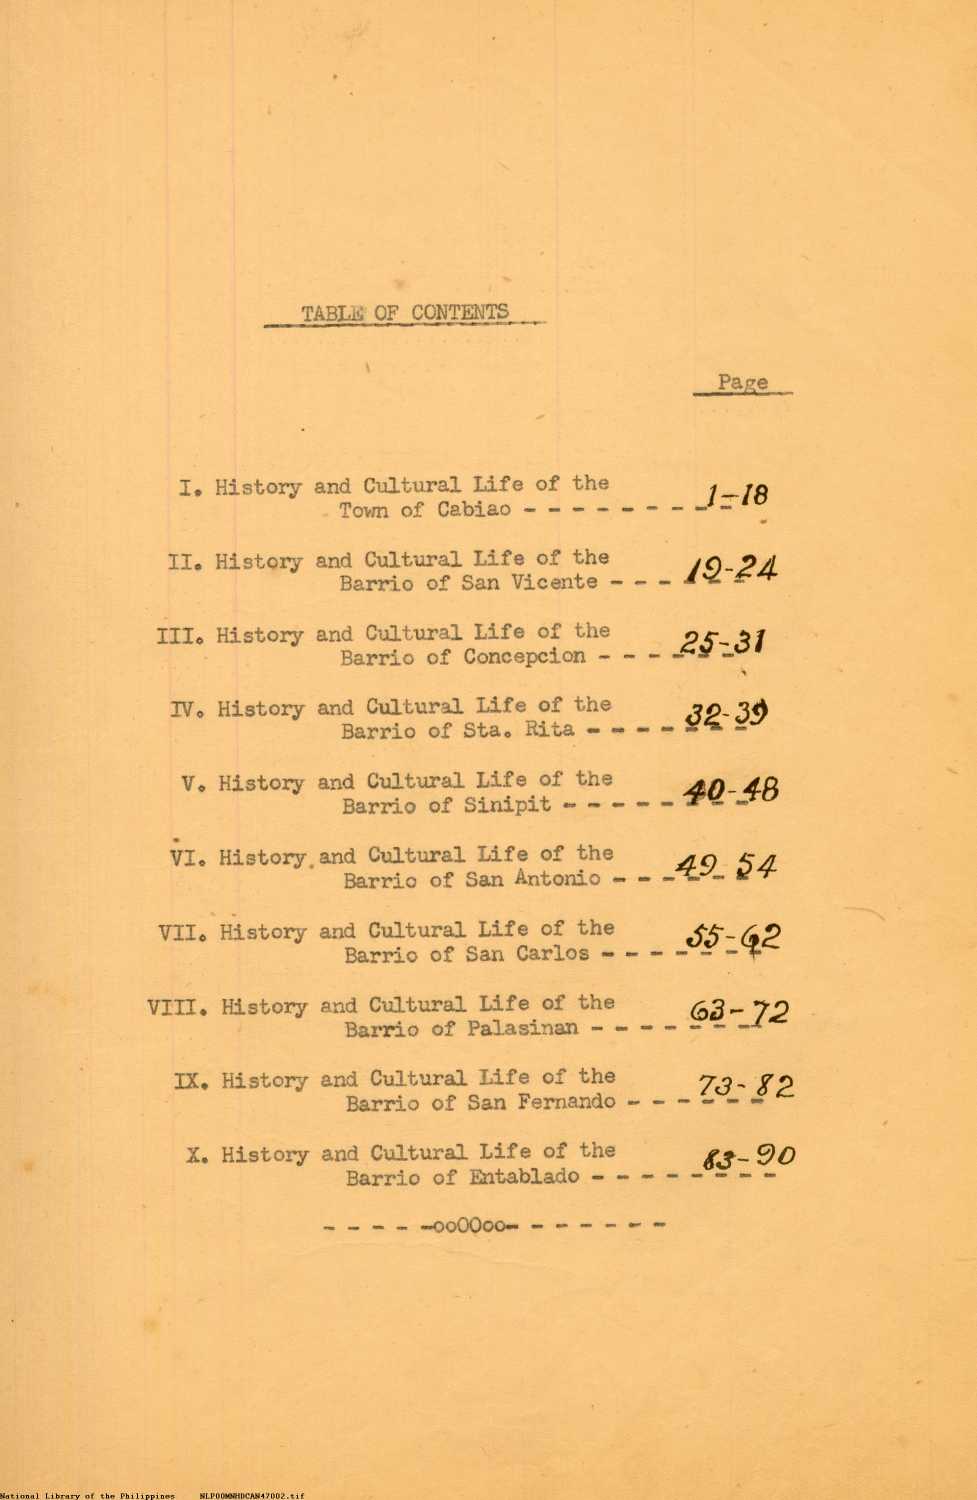 TABLE OF CONTENTS
Page
I. History and Cultural Life of the
Town of Cabiao - - - - - - - - - 1-18
II. History and Cultural Life of the
Barrio of San Vicente - - - - - - 19-24
III. History and Cultural Life of the
Barrio of Concepcion - - - - - - 25-31
IV. History and Cultural Life of the
Barrio of Sta. Rita - - - - - - - 32-39
V. History and Cultural Life of the
Barrio of Sinipit - - - - - - - - 40-48
VI. History and Cultural Life of the
Barrio of San Antonio - - - - - - 49-54
VII. History and Cultural Life of the
Barrio of San Carlos - - - - - - - 55-62
VIII. History and Cultural Life of the
Barrio of Palasinan - - - - - - - 63-72
IX. History and Cultural Life of the
Barrio of San Fernando - - - - - - 73-82
X. History and Cultural Life of the
Barrio of Entablado - - - - - - - - 83-90
- - - - -ooOOoo- - - - - - -
National Library of the Philippines NLP00MNHDCAN47002.tif